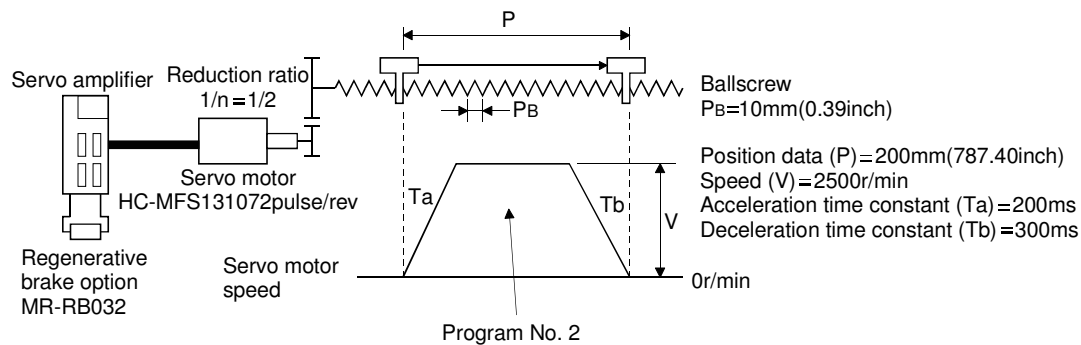 P
Servo amplifier
Reduction ratio
1/n=1/2
PB
Ballscrew
PB=10mm(0.39inch)
Servo motor
HC-MFS131072pulse/rev
Position data (P)=200mm(787.40inch)
Speed (V)=2500r/min
Acceleration time constant (Ta)=200ms
Deceleration time constant (Tb)=300ms
Ta
Tb
V
Regenerative
brake option
MR-RB032
Servo motor
speed
0r/min
Program No. 2